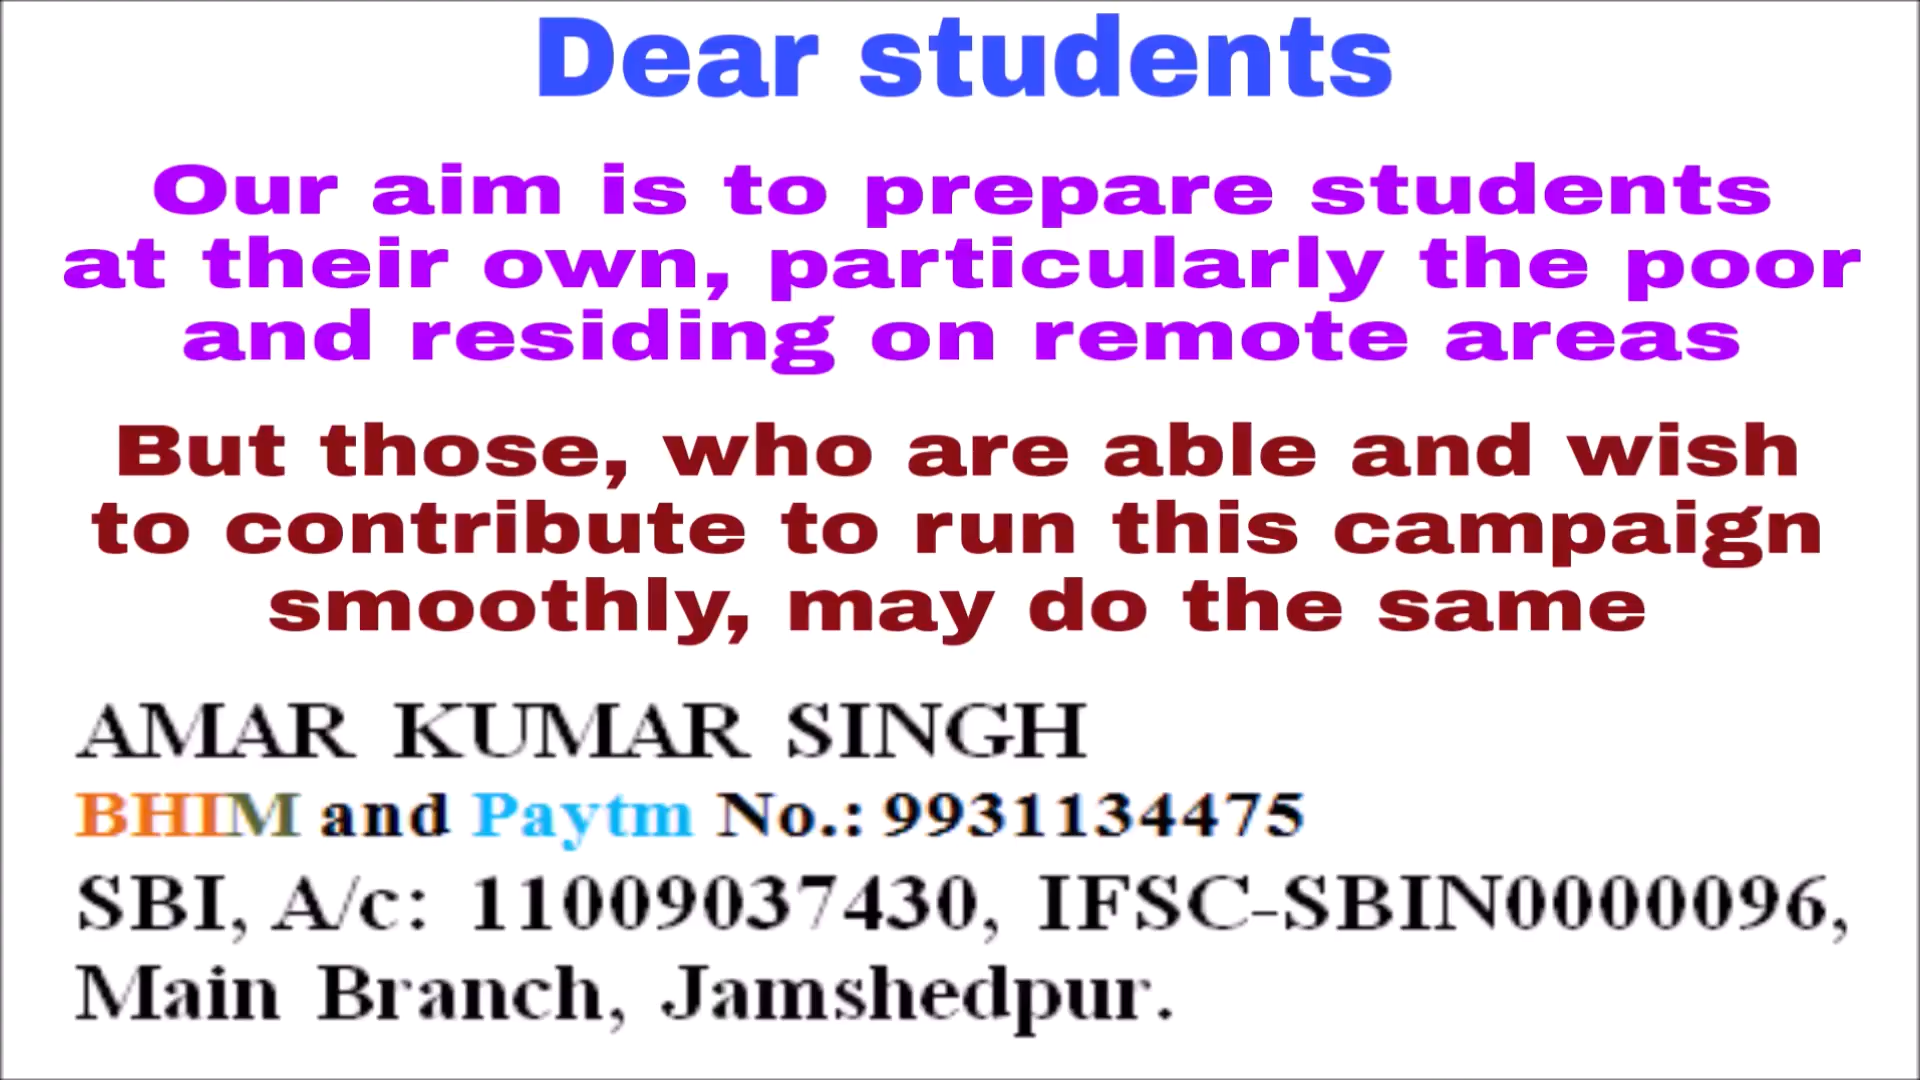 Dear students
Our aim is to prepare students
at their own, particularly the poor
and residing on remote areas
But those, who are able and wish
to contribute to run this campaign
smoothly, may do the same
AMAR KUMAR SINGH
BHIM and Paytm No.: 9931134475
SBI, A/c: 11009037430, IFSC-SBIN0000096,
Main Branch, Jamshedpur.